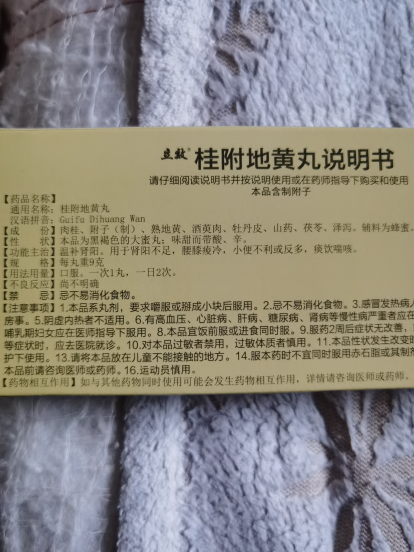 立效 桂附地黄丸说明书
请仔细阅读说明书并按说明使用或在药师指导下购买和使用
本品含制附子
【药品名称】
通用名称：桂附地黄丸
汉语拼音：Guifu Dihuang Wan
【成 份】肉桂、附子（制）、熟地黄、酒萸肉、牡丹皮、山药、茯苓、泽泻。辅料为蜂蜜
【性 状】本品为黑褐色的大蜜丸；味甜而带酸、辛。
【功能主治】温补肾阳。用于肾阳不足，腰膝痠冷，小便不利或反多，痰饮喘咳。
【规 格】每丸重9克
【用法用量】口服。一次1丸，一日2次。
【不良反应】尚不明确
【禁 忌】忌不易消化食物。
【注意事项】1.本品系丸剂，要求嚼服或掰成小块后服用。2.忌不易消化食物。3.感冒发热病人
房事。5.阴虚内热者不适用。6.有高血压、心脏病、肝病、糖尿病、肾病等慢性病严重者应在
哺乳期妇女应在医师指导下服用。8.本品宜饭前服或进食同时服。9.服药2周后症状无改善，
等症状时，应去医院就诊。10.对本品过敏者禁用，过敏体质者慎用。11.本品性状发生改变时
护下使用。13.请将本品放在儿童不能接触的地方。14.服本药时不宜同时服用赤石脂或其制
本品前请咨询医师或药师。16.运动员慎用。
【药物相互作用】如与其他药物同时使用可能会发生药物相互作用，详情请咨询医师或药师。